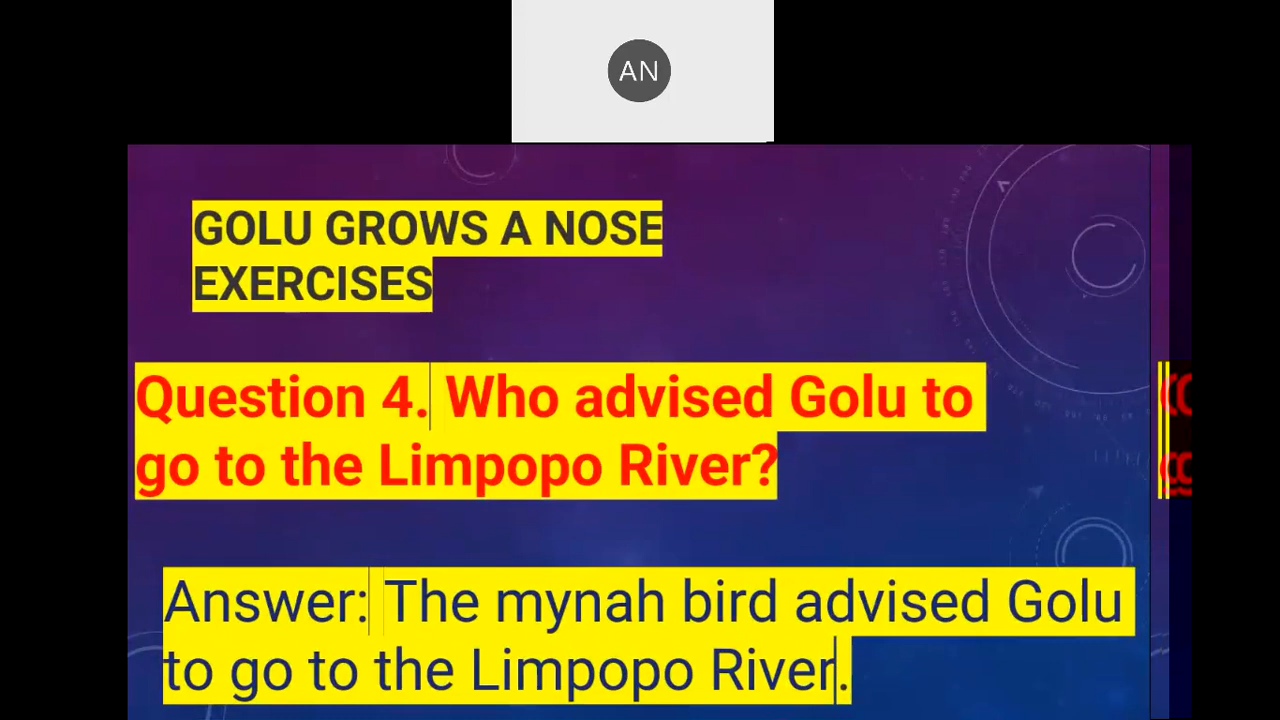 AN
GOLU GROWS A NOSE
EXERCISES
Question 4. Who advised Golu to
go to the Limpopo River?
Answer: The mynah bird advised Golu
to go to the Limpopo River.